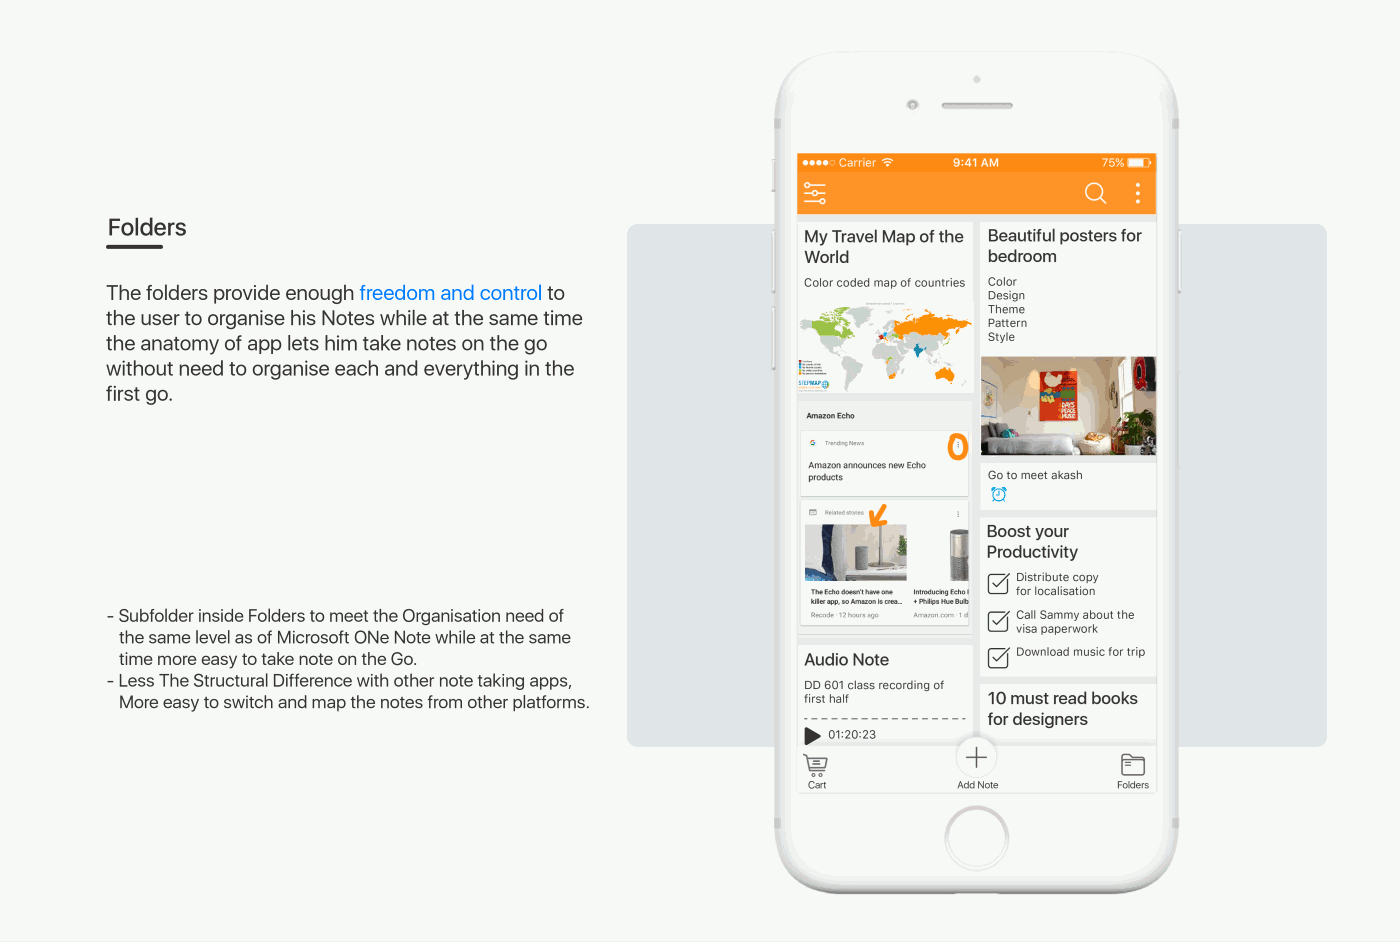 Folders
The folders provide enough freedom and control to
the user to organise his Notes while at the same time
the anatomy of app lets him take notes on the go
without need to organise each and everything in the
first go.
- Subfolder inside Folders to meet the Organisation need of
the same level as of Microsoft ONe Note while at the same
time more easy to take note on the Go.
- Less The Structural Difference with other note taking apps,
More easy to switch and map the notes from other platforms.
Carrier 9:41 AM 75%
My Travel Map of the
World
Color coded map of countries
STEPMAP
Amazon Echo
Trending News
Amazon announces new Echo
products
Related stories
The Echo doesn't have one
killer app, so Amazon is crea...
Recode · 12 hours ago
Introducing Echo
+ Philips Hue Bulb
Amazon.com · 1 d
Audio Note
DD 601 class recording of
first half
01:20:23
Beautiful posters for
bedroom
Color
Design
Theme
Pattern
Style
DAYS
PEACE
MUSIC
Go to meet akash
Boost your
Productivity
Distribute copy
for localisation
Call Sammy about the
visa paperwork
Download music for trip
10 must read books
for designers
Cart
Add Note
Folders